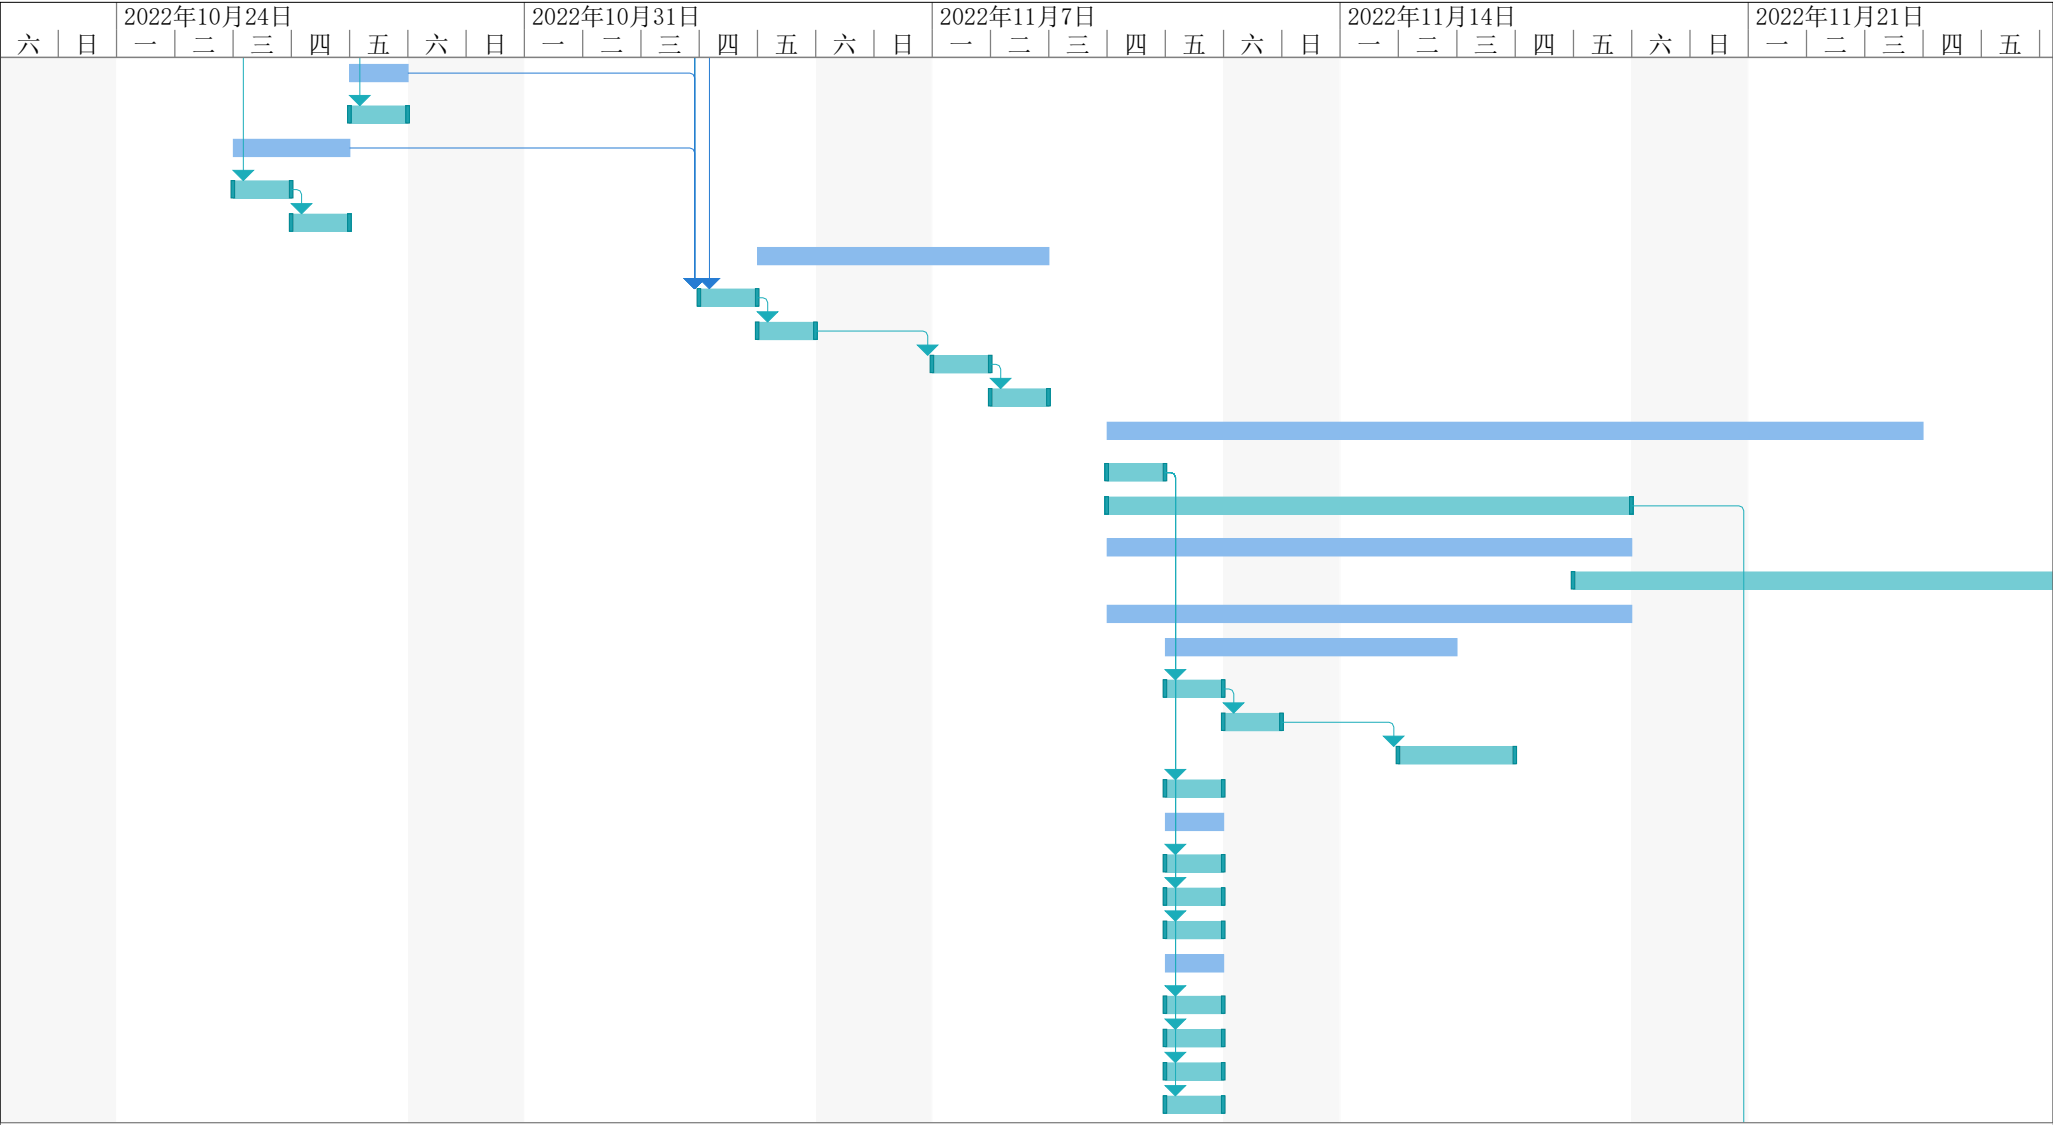 2022年10月24日 2022年10月31日 2022年11月7日 2022年11月14日 2022年11月21日
六 日 一 二 三 四 五 六 日 一 二 三 四 五 六 日 一 二 三 四 五 六 日 一 二 三 四 五 六 日 一 二 三 四 五